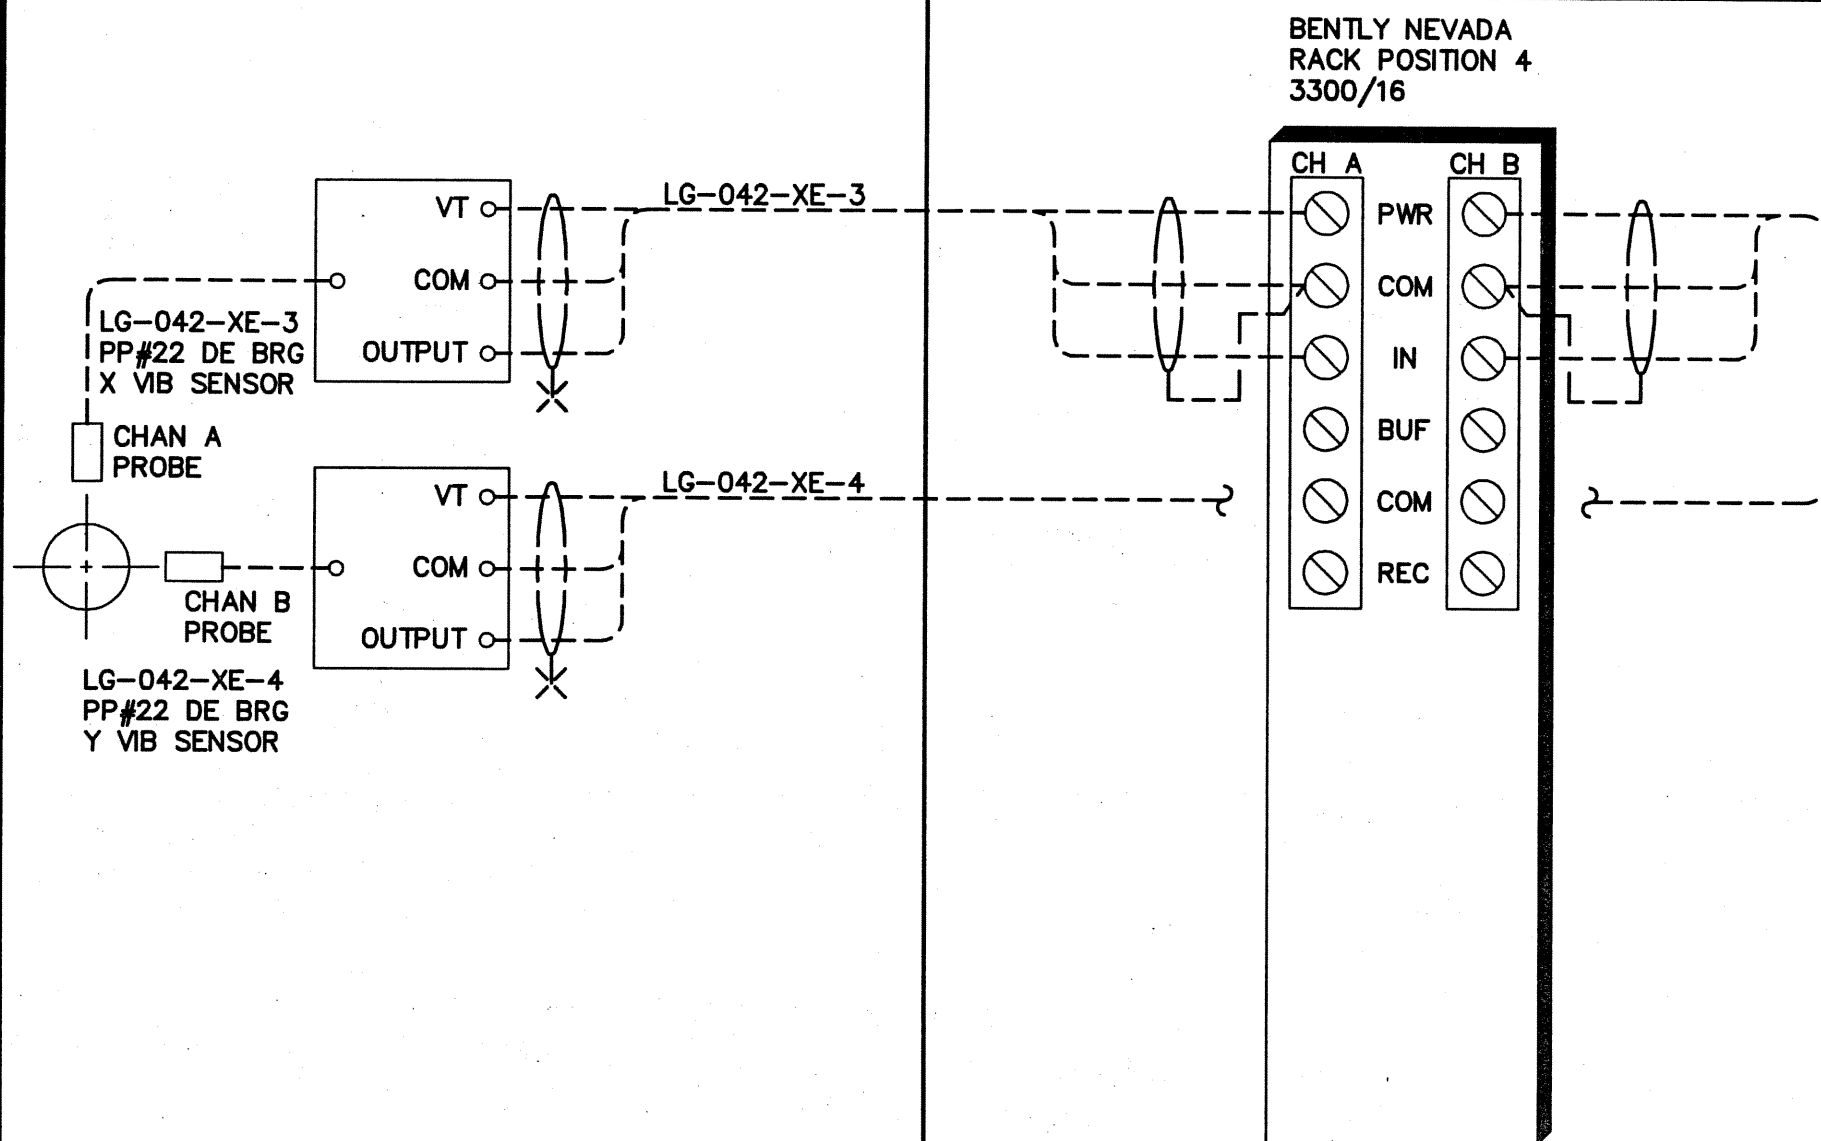 BENTLY NEVADA
RACK POSITION 4
3300/16
CH A
CH B
VT
LG-042-XE-3
PWR
COM
COM
LG-042-XE-3
PP#22 DE BRG
X VIB SENSOR
OUTPUT
IN
CHAN A
PROBE
BUF
VT
LG-042-XE-4
COM
COM
REC
CHAN B
PROBE
OUTPUT
LG-042-XE-4
PP#22 DE BRG
Y VIB SENSOR